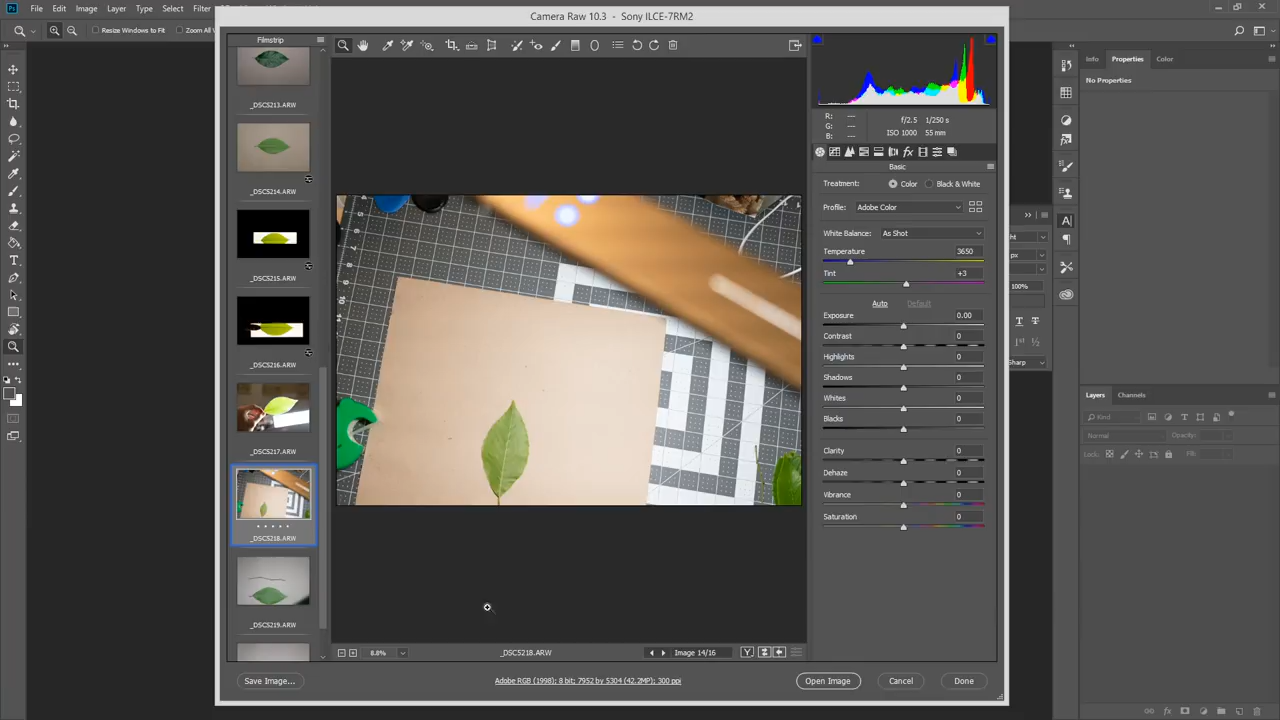 Camera Raw 10.3 - Sony ILCE-7RM2
Ps File Edit Image Layer Type Select Filter
Resize Windows to Fit Zoom All
Filmstrip
_DSC5213.ARW
_DSC5214.ARW
_DSC5215.ARW
_DSC5216.ARW
_DSC5217.ARW
_DSC5218.ARW
_DSC5219.ARW
R: ---
G: ---
B: ---
f/2.5 1/250 s
ISO 1000 55 mm
Basic
Treatment: Color Black & White
Profile: Adobe Color
White Balance: As Shot
Temperature 3650
Tint +3
Auto Default
Exposure 0.00
Contrast 0
Highlights 0
Shadows 0
Whites 0
Blacks 0
Clarity 0
Dehaze 0
Vibrance 0
Saturation 0
8.8% _DSC5218.ARW Image 14/16
Save Image... Adobe RGB (1998); 8 bit; 7952 by 5304 (42.2MP); 300 ppi Open Image Cancel Done
Info Properties Color
No Properties
px
100%
Sharp
Layers Channels
Kind
Normal Opacity:
Lock: Fill: